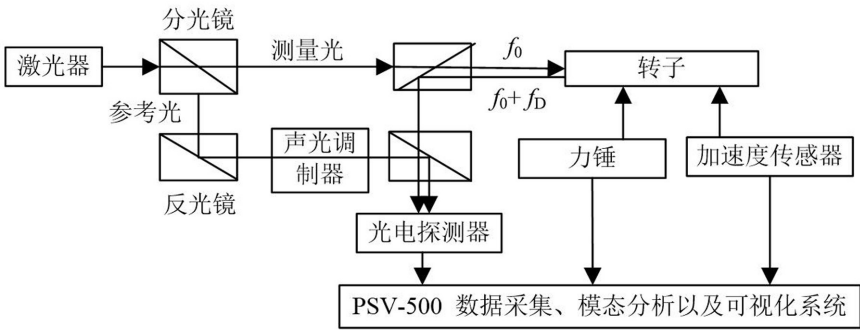 分光镜
激光器
测量光
f0
转子
参考光
f0+fD
声光调
制器
力锤
加速度传感器
反光镜
光电探测器
PSV-500 数据采集、模态分析以及可视化系统